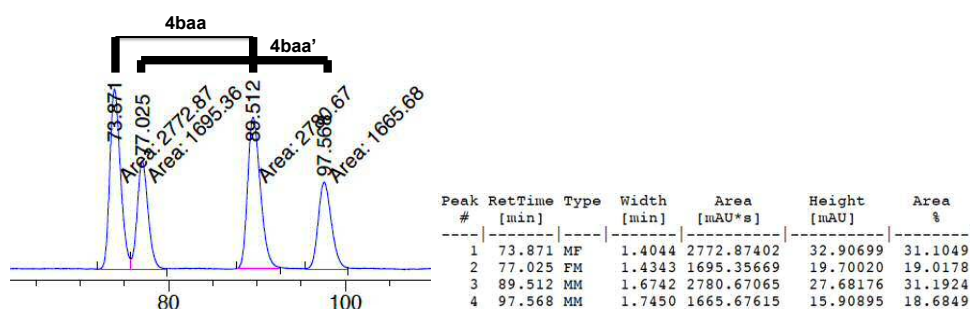 4baa
4baa’
73.871
Area: 2772.87
77.025
Area: 1695.36
89.512
Area: 2780.67
97.568
Area: 1665.68
80
100
Peak RetTime Type Width Area Height Area
# [min] [min] [mAU*s] [mAU] %
----|-------|----|-------|----------|----------|--------|
1 73.871 MF 1.4044 2772.87402 32.90699 31.1049
2 77.025 FM 1.4343 1695.35669 19.70020 19.0178
3 89.512 MM 1.6742 2780.67065 27.68176 31.1924
4 97.568 MM 1.7450 1665.67615 15.90895 18.6849